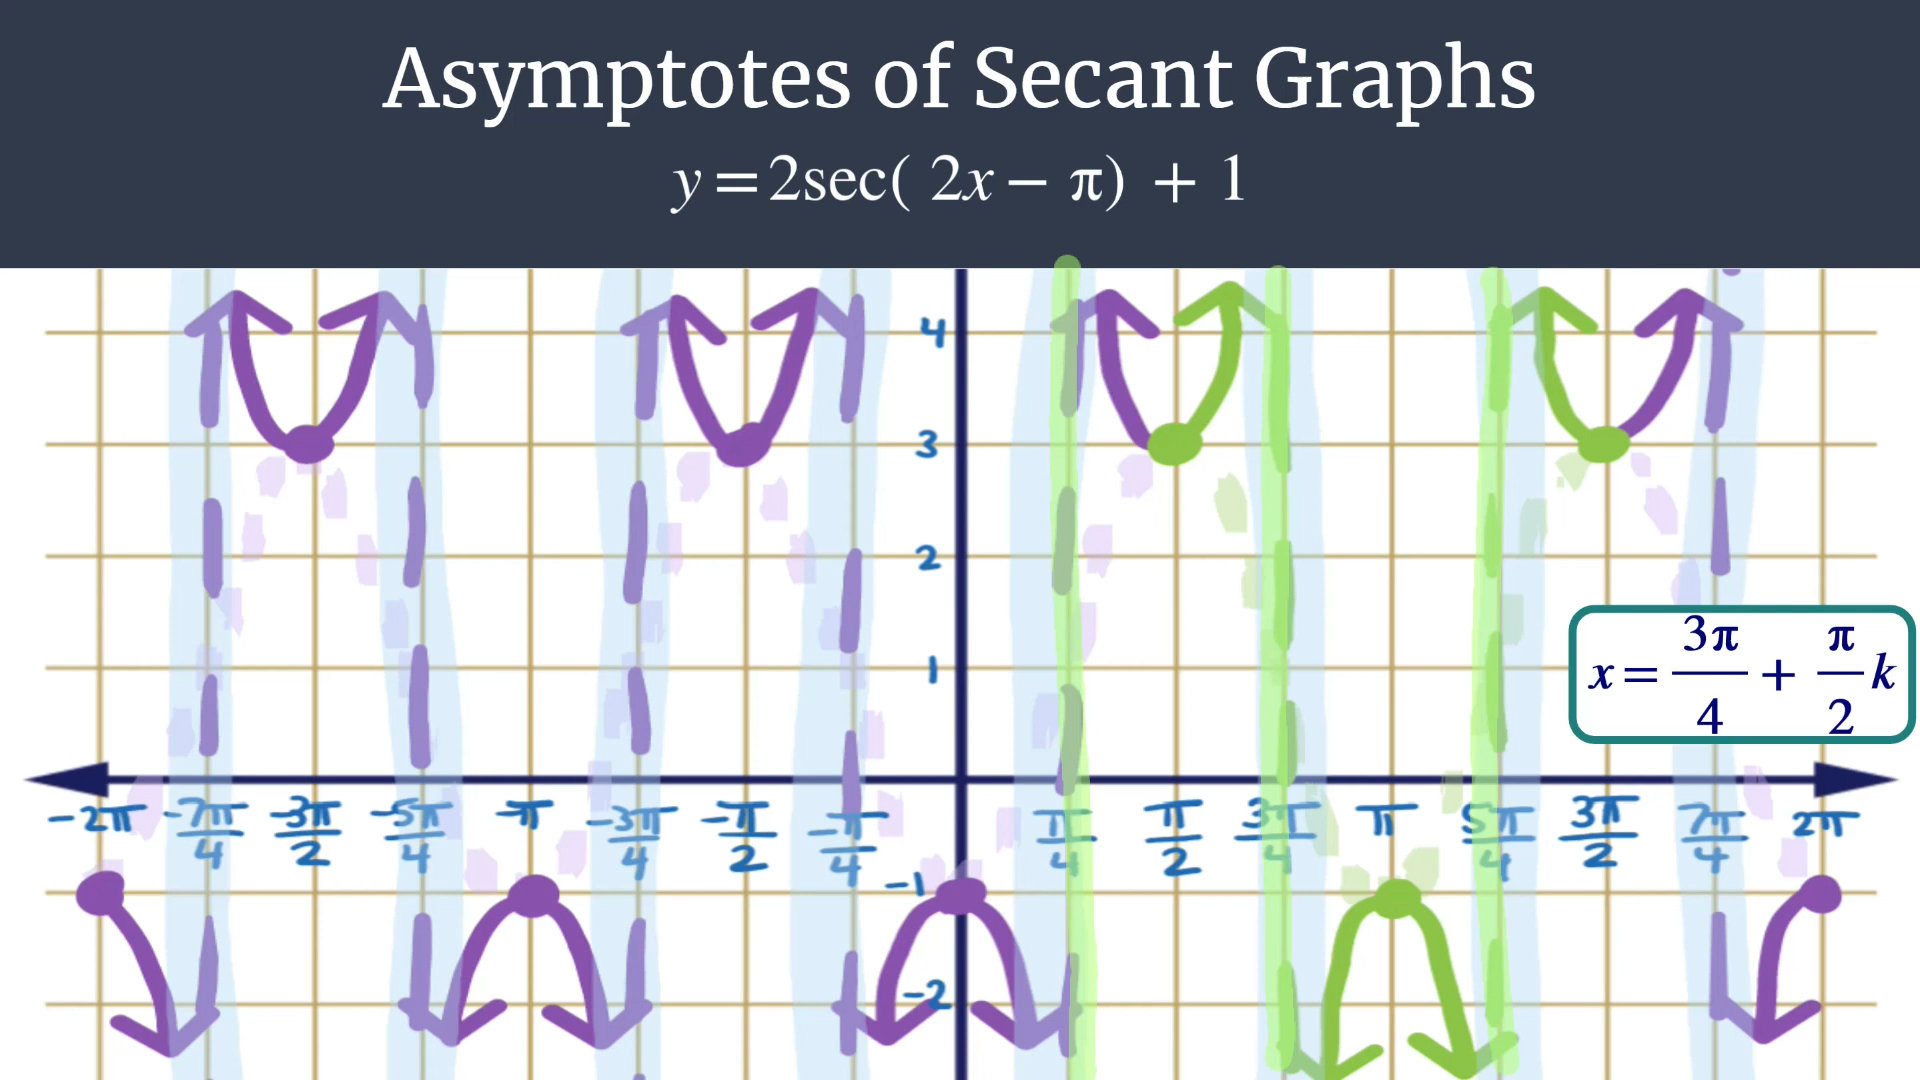 Asymptotes of Secant Graphs
y = 2sec( 2x − π) + 1
4
3
2
1
x = 3π/4 + π/2 k
-2π -7π/4 -3π/2 -5π/4 -π -3π/4 -π/2 -π/4 π/4 π/2 3π/4 π 5π/4 3π/2 7π/4 2π
-1
-2